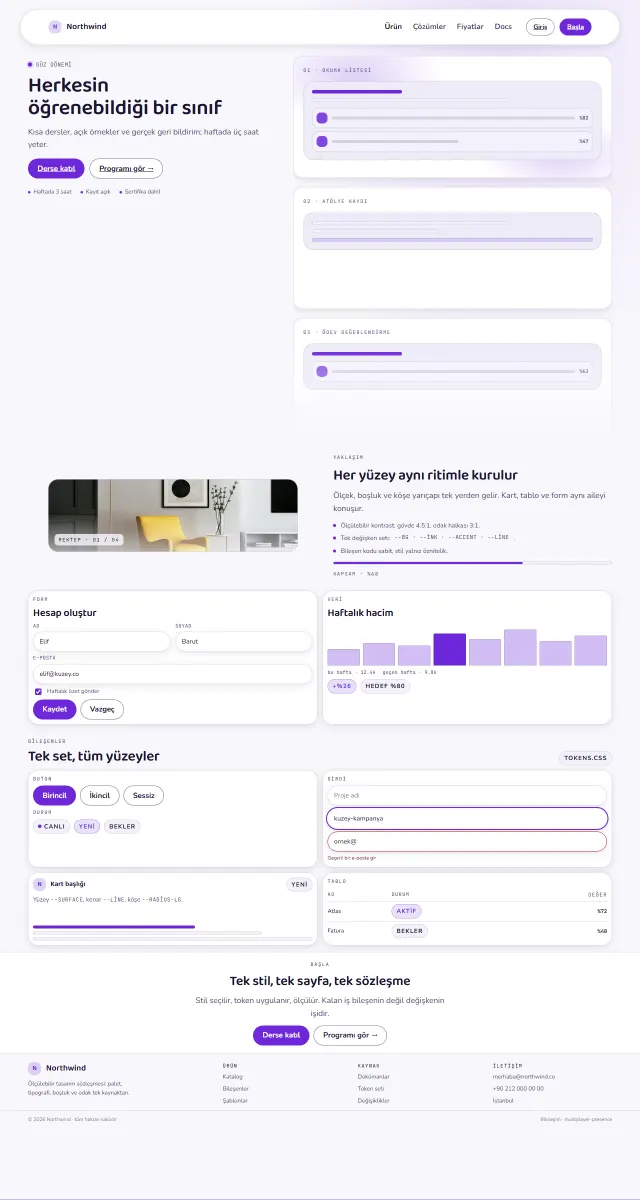 N Northwind Ürün Çözümler Fiyatlar Docs Giriş Başla
GÜZ DÖNEMİ
Herkesin
öğrenebildiği bir sınıf
Kısa dersler, açık örnekler ve gerçek geri bildirim; haftada üç saat
yeter.
Derse katıl Programı gör →
Haftada 3 saat Kayıt açık Sertifika dahil
01 · OKUMA LİSTESİ
%82
%47
02 · ATÖLYE KAYDI
03 · ÖDEV DEĞERLENDİRME
%63
MEKTEP · 01 / 04
YAKLAŞIM
Her yüzey aynı ritimle kurulur
Ölçek, boşluk ve köşe yarıçapı tek yerden gelir. Kart, tablo ve form aynı aileyi
konuşur.
Ölçülebilir kontrast: gövde 4.5:1, odak halkası 3:1.
Tek değişken seti: --BG · --İNK · --ACCENT · --LİNE .
Bileşen kodu sabit, stil yalnız öznitelik.
KAPSAM · %68
FORM
Hesap oluştur
AD SOYAD
Elif Barut
E-POSTA
elif@kuzey.co
Haftalık özet gönder
Kaydet Vazgeç
VERİ
Haftalık hacim
bu hafta · 12.4k geçen hafta · 9.8k
+%26 HEDEF %80
BİLEŞENLER
Tek set, tüm yüzeyler
TOKENS.CSS
BUTON
Birincil İkincil Sessiz
DURUM
CANLI YENİ BEKLER
GİRDİ
Proje adı
kuzey-kampanya
ornek@
Geçerli bir e-posta gir
N Kart başlığı YENİ
Yüzey --SURFACE, kenar --LİNE, köşe --RADİUS-LG.
TABLO
AD DURUM DEĞER
Atlas AKTİF %72
Fatura BEKLER %40
BAŞLA
Tek stil, tek sayfa, tek sözleşme
Stil seçilir, token uygulanır, ölçülür. Kalan iş bileşenin değil değişkenin
işidir.
Derse katıl Programı gör →
N Northwind
Ölçülebilir tasarım sözleşmesi: palet,
tipografi, boşluk ve odak tek kaynaktan.
ÜRÜN
Katalog
Bileşenler
Şablonlar
KAYNAK
Dokümanlar
Token seti
Değişiklikler
İLETİŞİM
merhaba@northwind.co
+90 212 000 00 00
İstanbul
© 2026 Northwind · tüm hakları saklıdır Etkileşim · multiplayer-presence